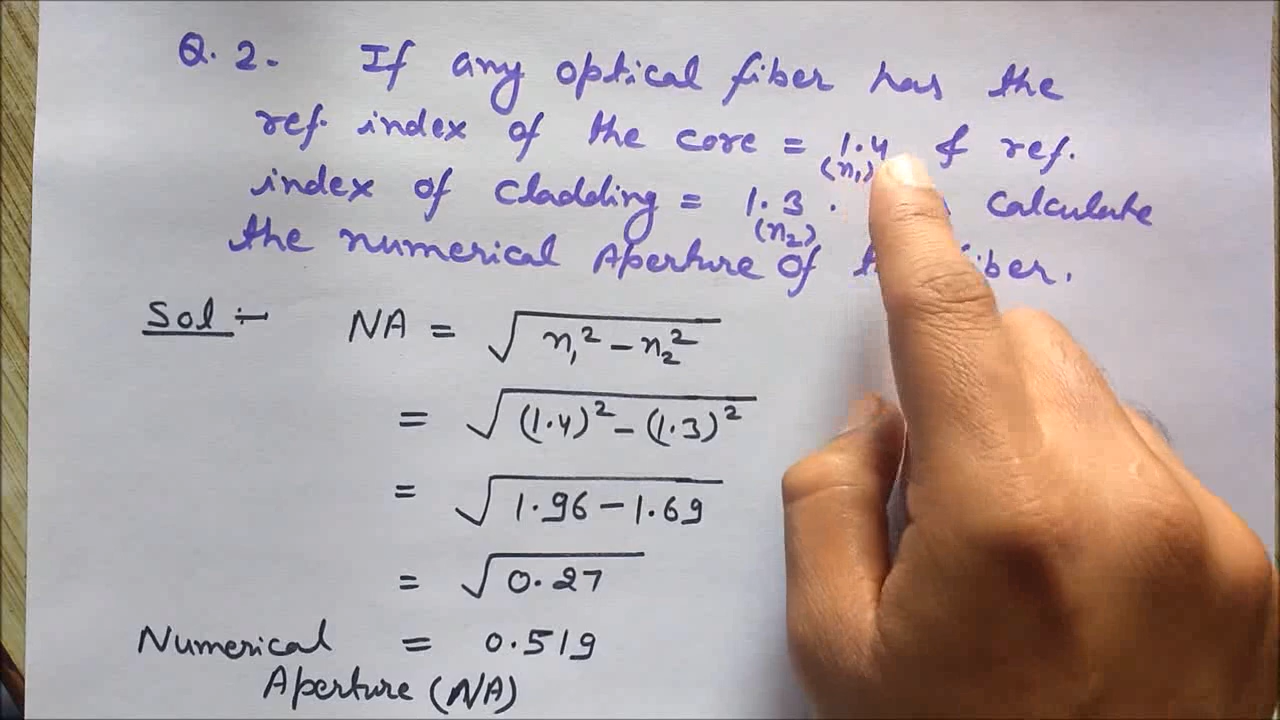 Q.2. If any optical fiber has the
ref. index of the core = 1.4 & ref.
(n₁)
index of cladding = 1.3 . calculate
(n₂)
the numerical Aperture of
Sol :- NA = √(n₁² - n₂²)
= √((1.4)² - (1.3)²)
= √(1.96 - 1.69)
= √0.27
Numerical = 0.519
Aperture (NA)